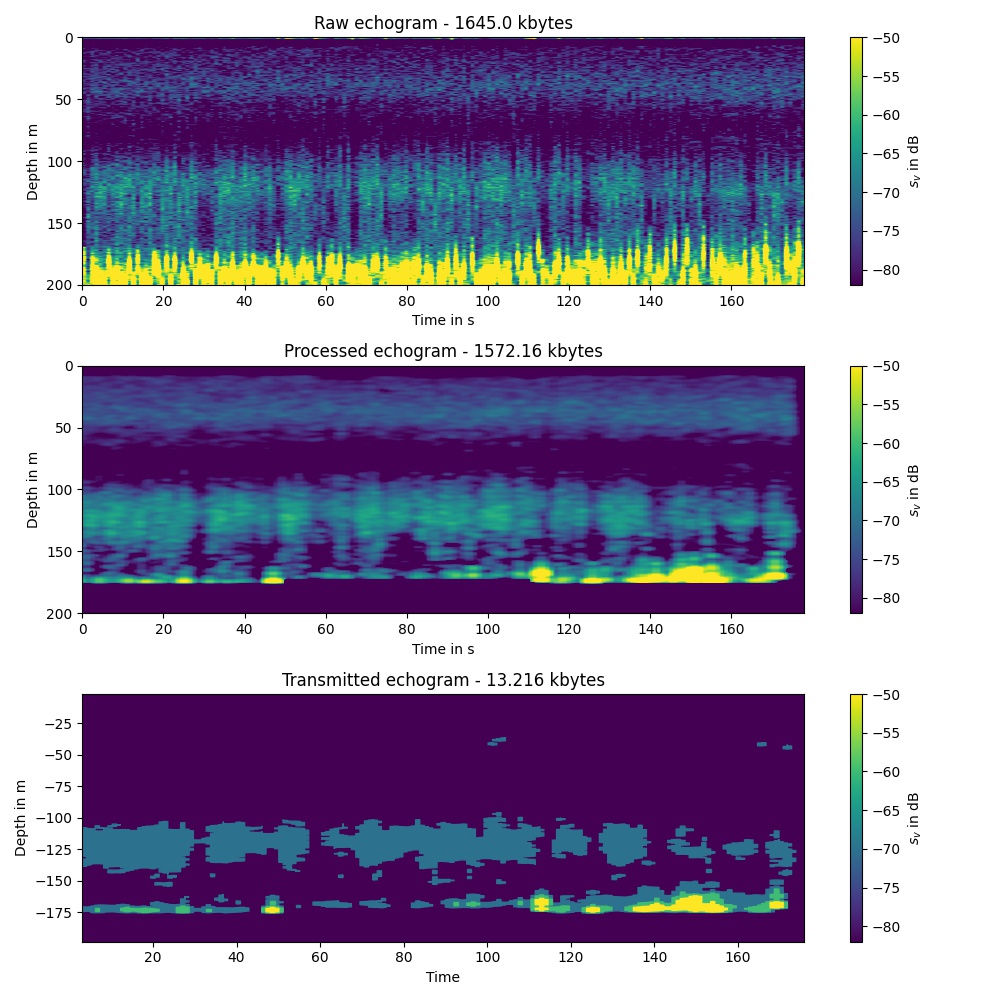 Raw echogram - 1645.0 kbytes
0
50
100
150
200
Depth in m
0 20 40 60 80 100 120 140 160
Time in s
−50
−55
−60
−65
−70
−75
−80
sv in dB
Processed echogram - 1572.16 kbytes
0
50
100
150
200
Depth in m
0 20 40 60 80 100 120 140 160
Time in s
−50
−55
−60
−65
−70
−75
−80
sv in dB
Transmitted echogram - 13.216 kbytes
−25
−50
−75
−100
−125
−150
−175
Depth in m
20 40 60 80 100 120 140 160
Time
−50
−55
−60
−65
−70
−75
−80
sv in dB